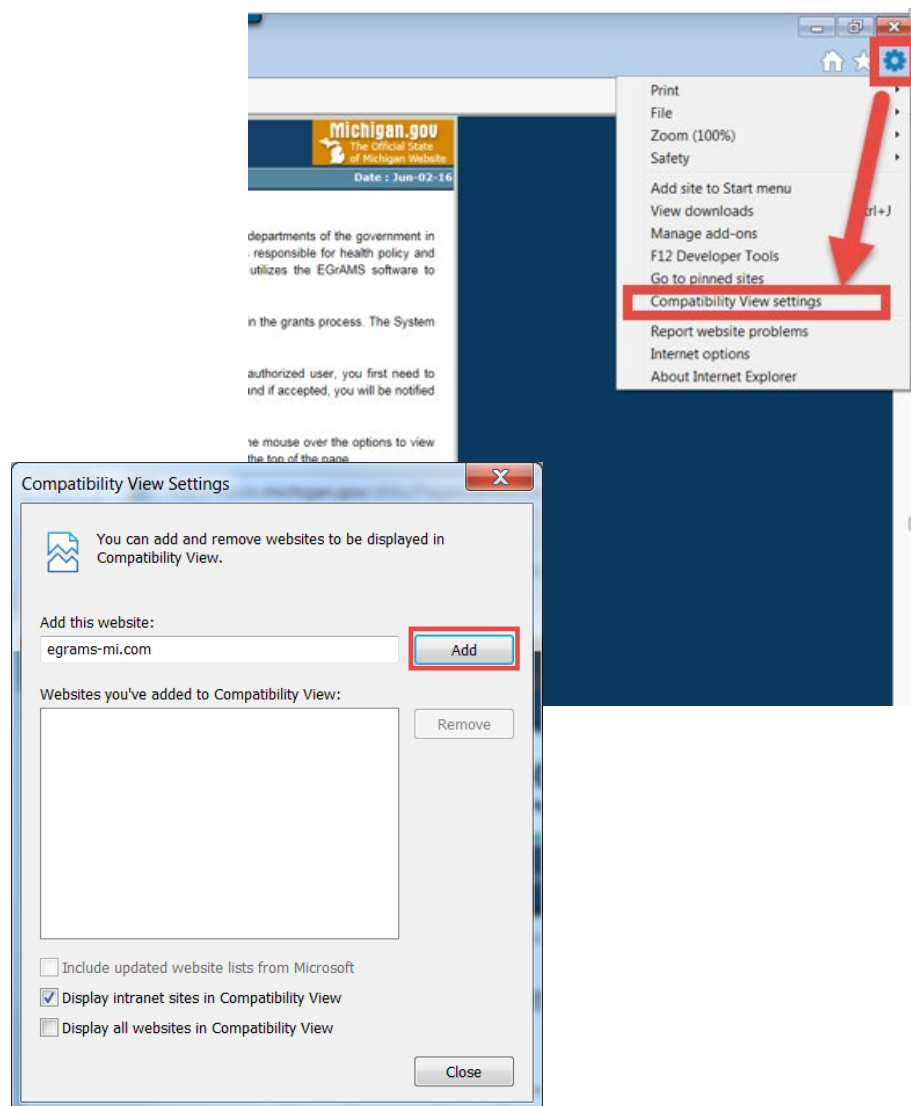 Michigan.gov
The Official State
of Michigan Website
Date : Jun-02-16
departments of the government in
responsible for health policy and
utilizes the EGrAMS software to
in the grants process. The System
authorized user, you first need to
and if accepted, you will be notified
the mouse over the options to view
the top of the page
Print
File
Zoom (100%)
Safety
Add site to Start menu
View downloads trl+J
Manage add-ons
F12 Developer Tools
Go to pinned sites
Compatibility View settings
Report website problems
Internet options
About Internet Explorer
Compatibility View Settings
You can add and remove websites to be displayed in
Compatibility View.
Add this website:
egrams-mi.com
Add
Websites you've added to Compatibility View:
Remove
Include updated website lists from Microsoft
Display intranet sites in Compatibility View
Display all websites in Compatibility View
Close